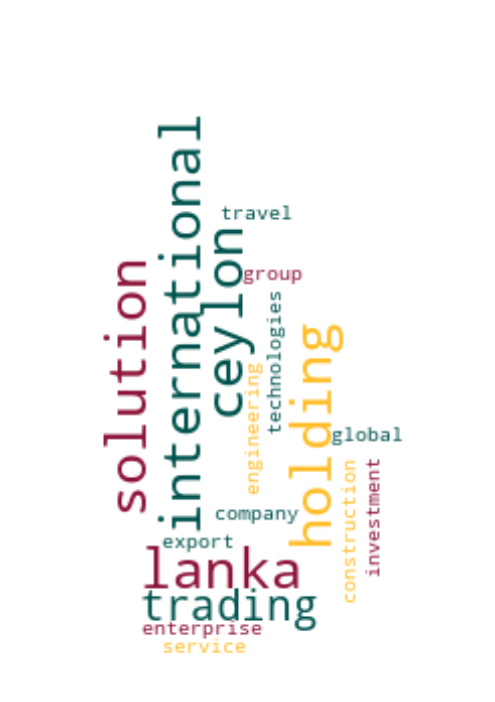 international
travel
ceylon
solution
group
technologies
holding
engineering
global
investment
construction
company
export
lanka
trading
enterprise
service